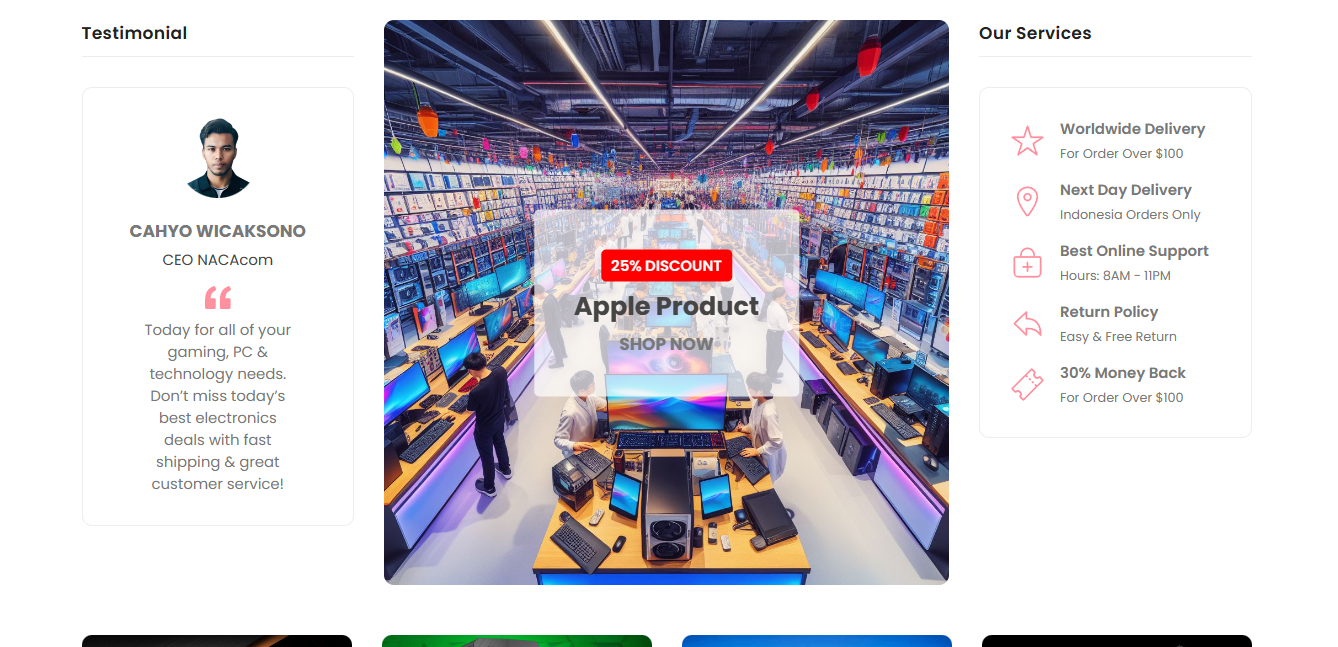 Testimonial
CAHYO WICAKSONO
CEO NACAcom
Today for all of your
gaming, PC &
technology needs.
Don’t miss today’s
best electronics
deals with fast
shipping & great
customer service!
25% DISCOUNT
Apple Product
SHOP NOW
Our Services
Worldwide Delivery
For Order Over $100
Next Day Delivery
Indonesia Orders Only
Best Online Support
Hours: 8AM - 11PM
Return Policy
Easy & Free Return
30% Money Back
For Order Over $100